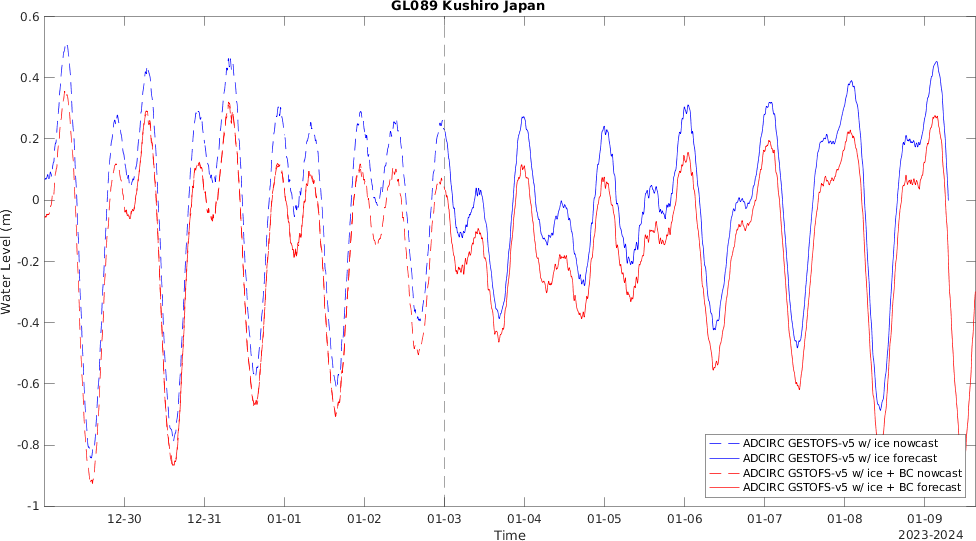 GL089 Kushiro Japan
0.6
0.4
0.2
0
-0.2
-0.4
-0.6
-0.8
-1
Water Level (m)
12-30 12-31 01-01 01-02 01-03 01-04 01-05 01-06 01-07 01-08 01-09
Time
2023-2024
ADCIRC GESTOFS-v5 w/ ice nowcast
ADCIRC GESTOFS-v5 w/ ice forecast
ADCIRC GSTOFS-v5 w/ ice + BC nowcast
ADCIRC GSTOFS-v5 w/ ice + BC forecast